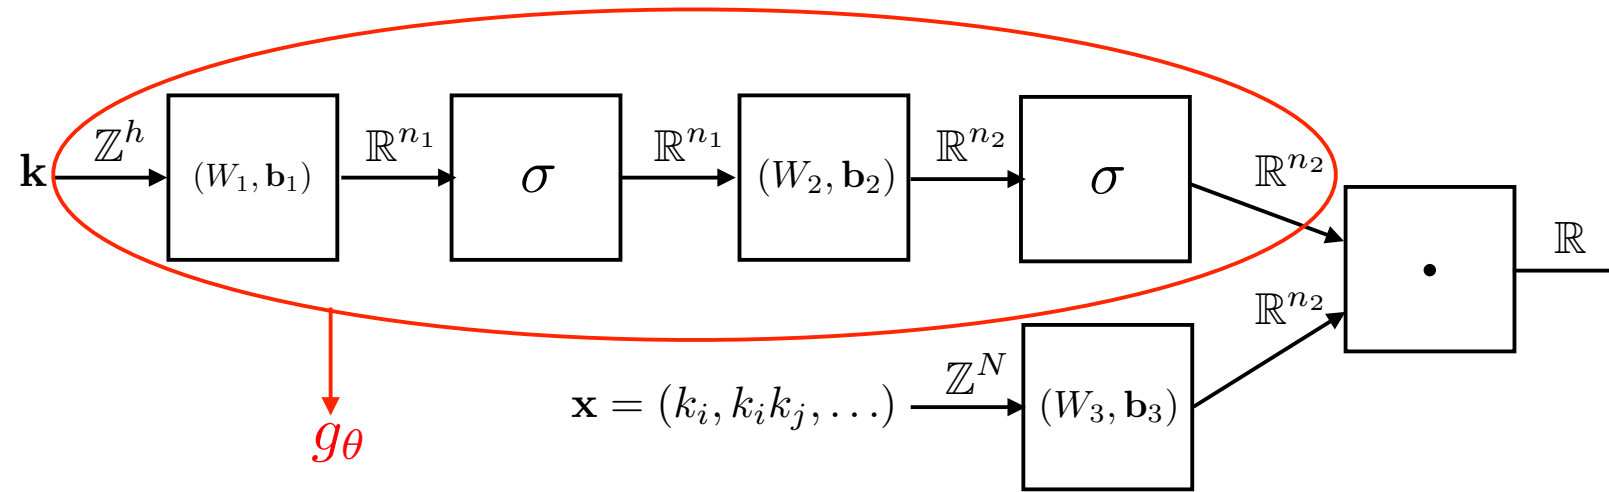 ℤ^h ℝ^{n_1} ℝ^{n_1} ℝ^{n_2} ℝ^{n_2}
𝐤 (W_1, 𝐛_1) σ (W_2, 𝐛_2) σ
• ℝ
ℝ^{n_2}
𝐱 = (k_i, k_i k_j, …) ℤ^N (W_3, 𝐛_3)
g_θ